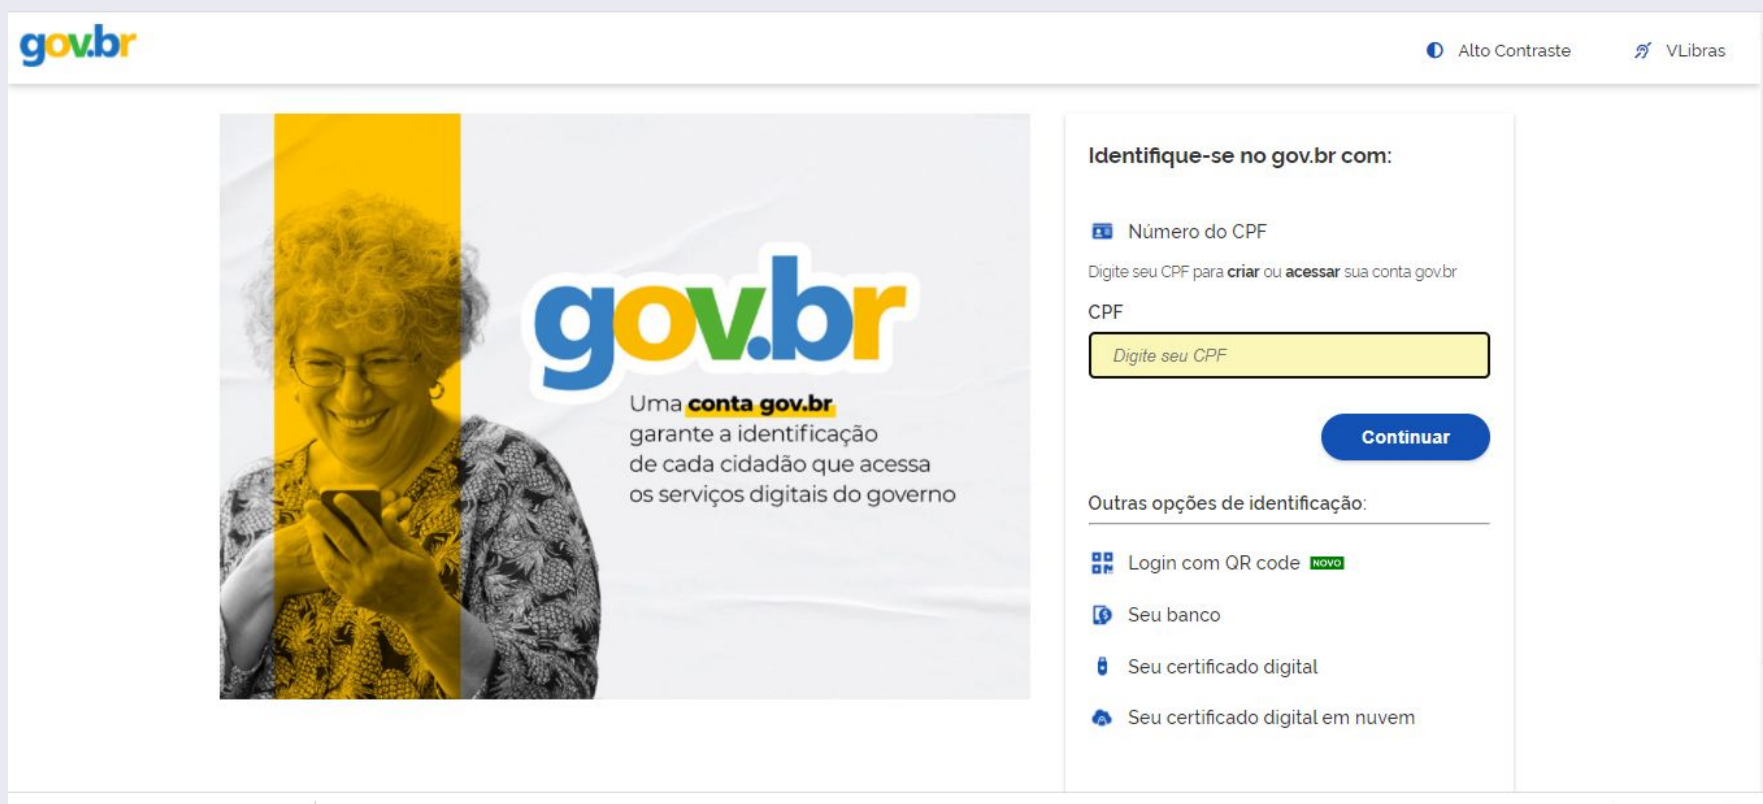 gov.br
Alto Contraste
VLibras
gov.br
Uma conta gov.br
garante a identificação
de cada cidadão que acessa
os serviços digitais do governo
Identifique-se no gov.br com:
Número do CPF
Digite seu CPF para criar ou acessar sua conta gov.br
CPF
Digite seu CPF
Continuar
Outras opções de identificação:
Login com QR code NOVO
Seu banco
Seu certificado digital
Seu certificado digital em nuvem